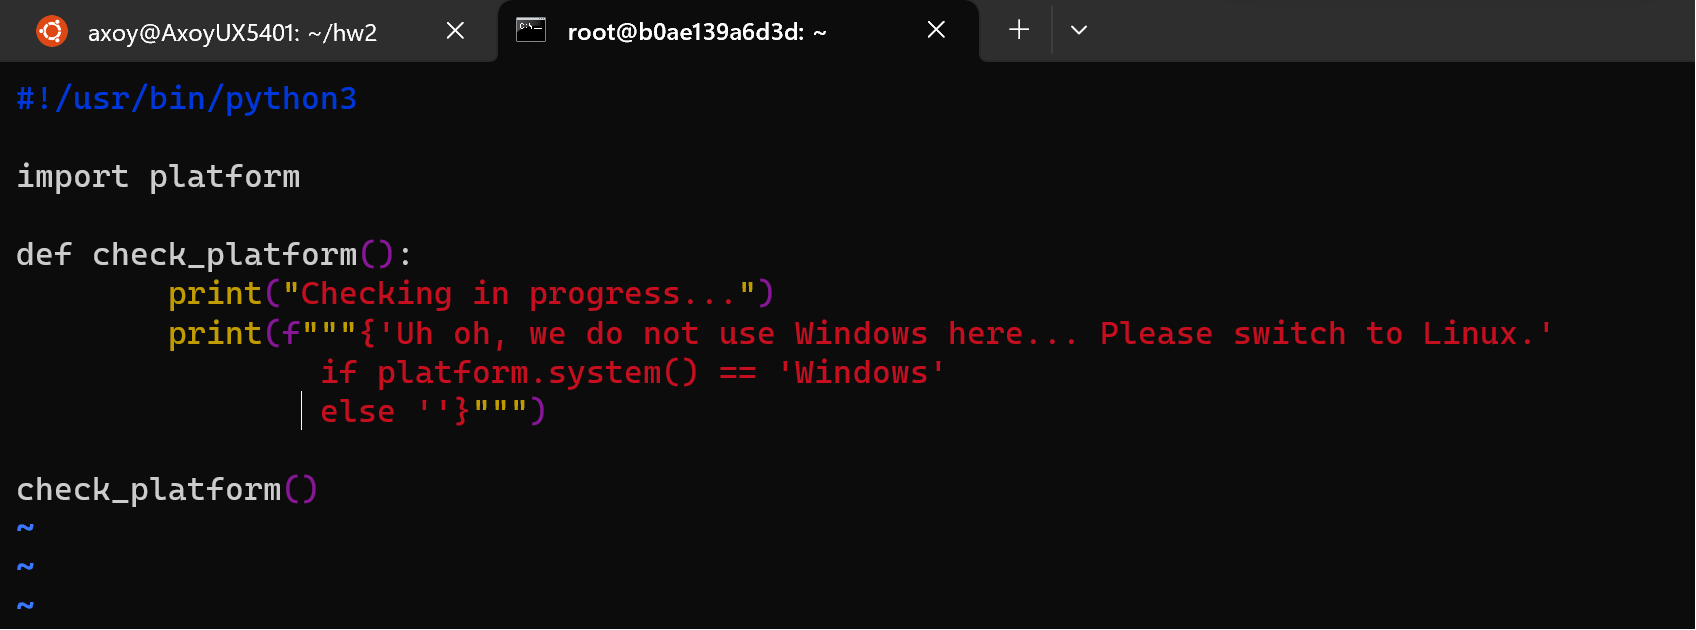 axoy@AxoyUX5401: ~/hw2
root@b0ae139a6d3d: ~
#!/usr/bin/python3
import platform
def check_platform():
        print("Checking in progress...")
        print(f"""{'Uh oh, we do not use Windows here... Please switch to Linux.'
                if platform.system() == 'Windows'
                else ''}""")
check_platform()
~
~
~